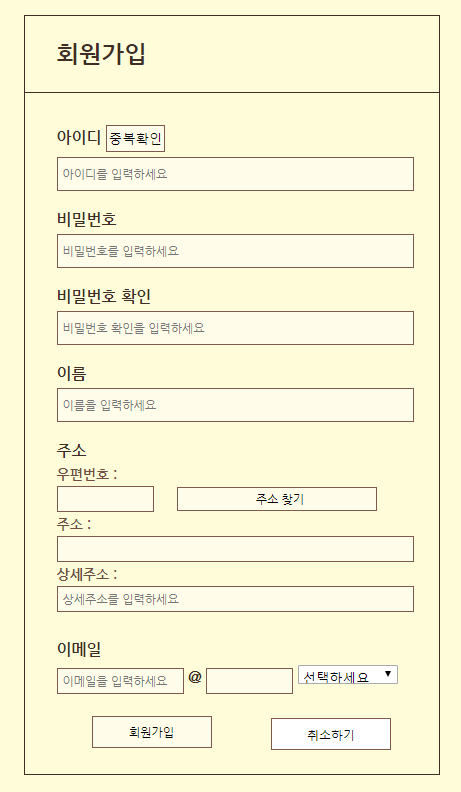 회원가입
아이디 중복확인
아이디를 입력하세요
비밀번호
비밀번호를 입력하세요
비밀번호 확인
비밀번호 확인을 입력하세요
이름
이름을 입력하세요
주소
우편번호 :
주소 찾기
주소 :
상세주소 :
상세주소를 입력하세요
이메일
이메일을 입력하세요 @ 선택하세요
회원가입 취소하기